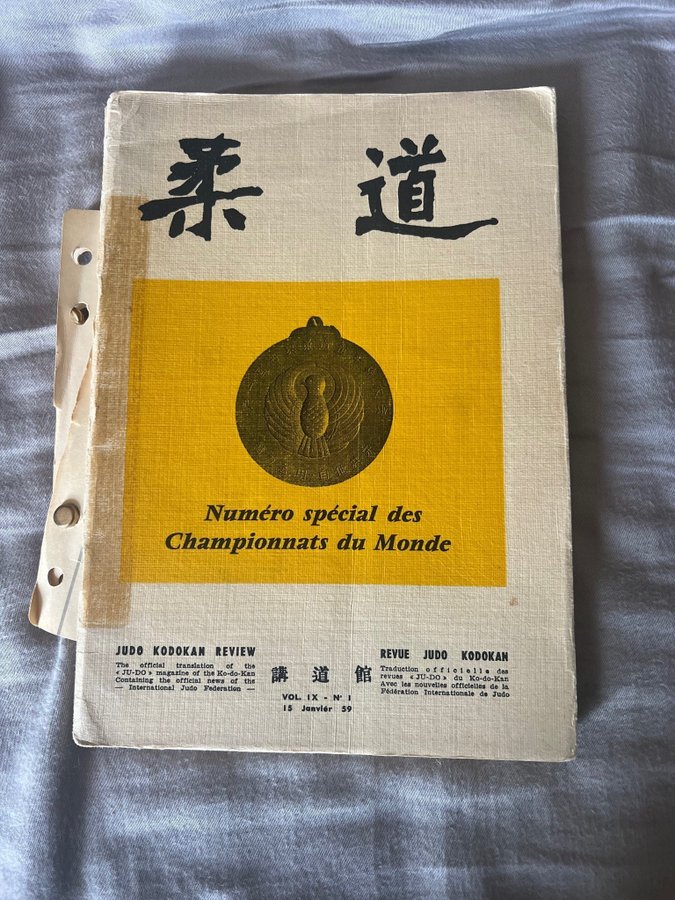 柔道
Numéro spécial des
Championnats du Monde
JUDO KODOKAN REVIEW
The official translation of the
« JU-DO » magazine of the Ko-do-Kan
Containing the official news of the
— International Judo Federation —
講道館
VOL. IX - N° 1
15 Janviér 59
REVUE JUDO KODOKAN
Traduction officielle des
revues « JU-DO » du Ko-do-Kan
Avec les nouvelles officielles de la
Fédération Internationale de Judo